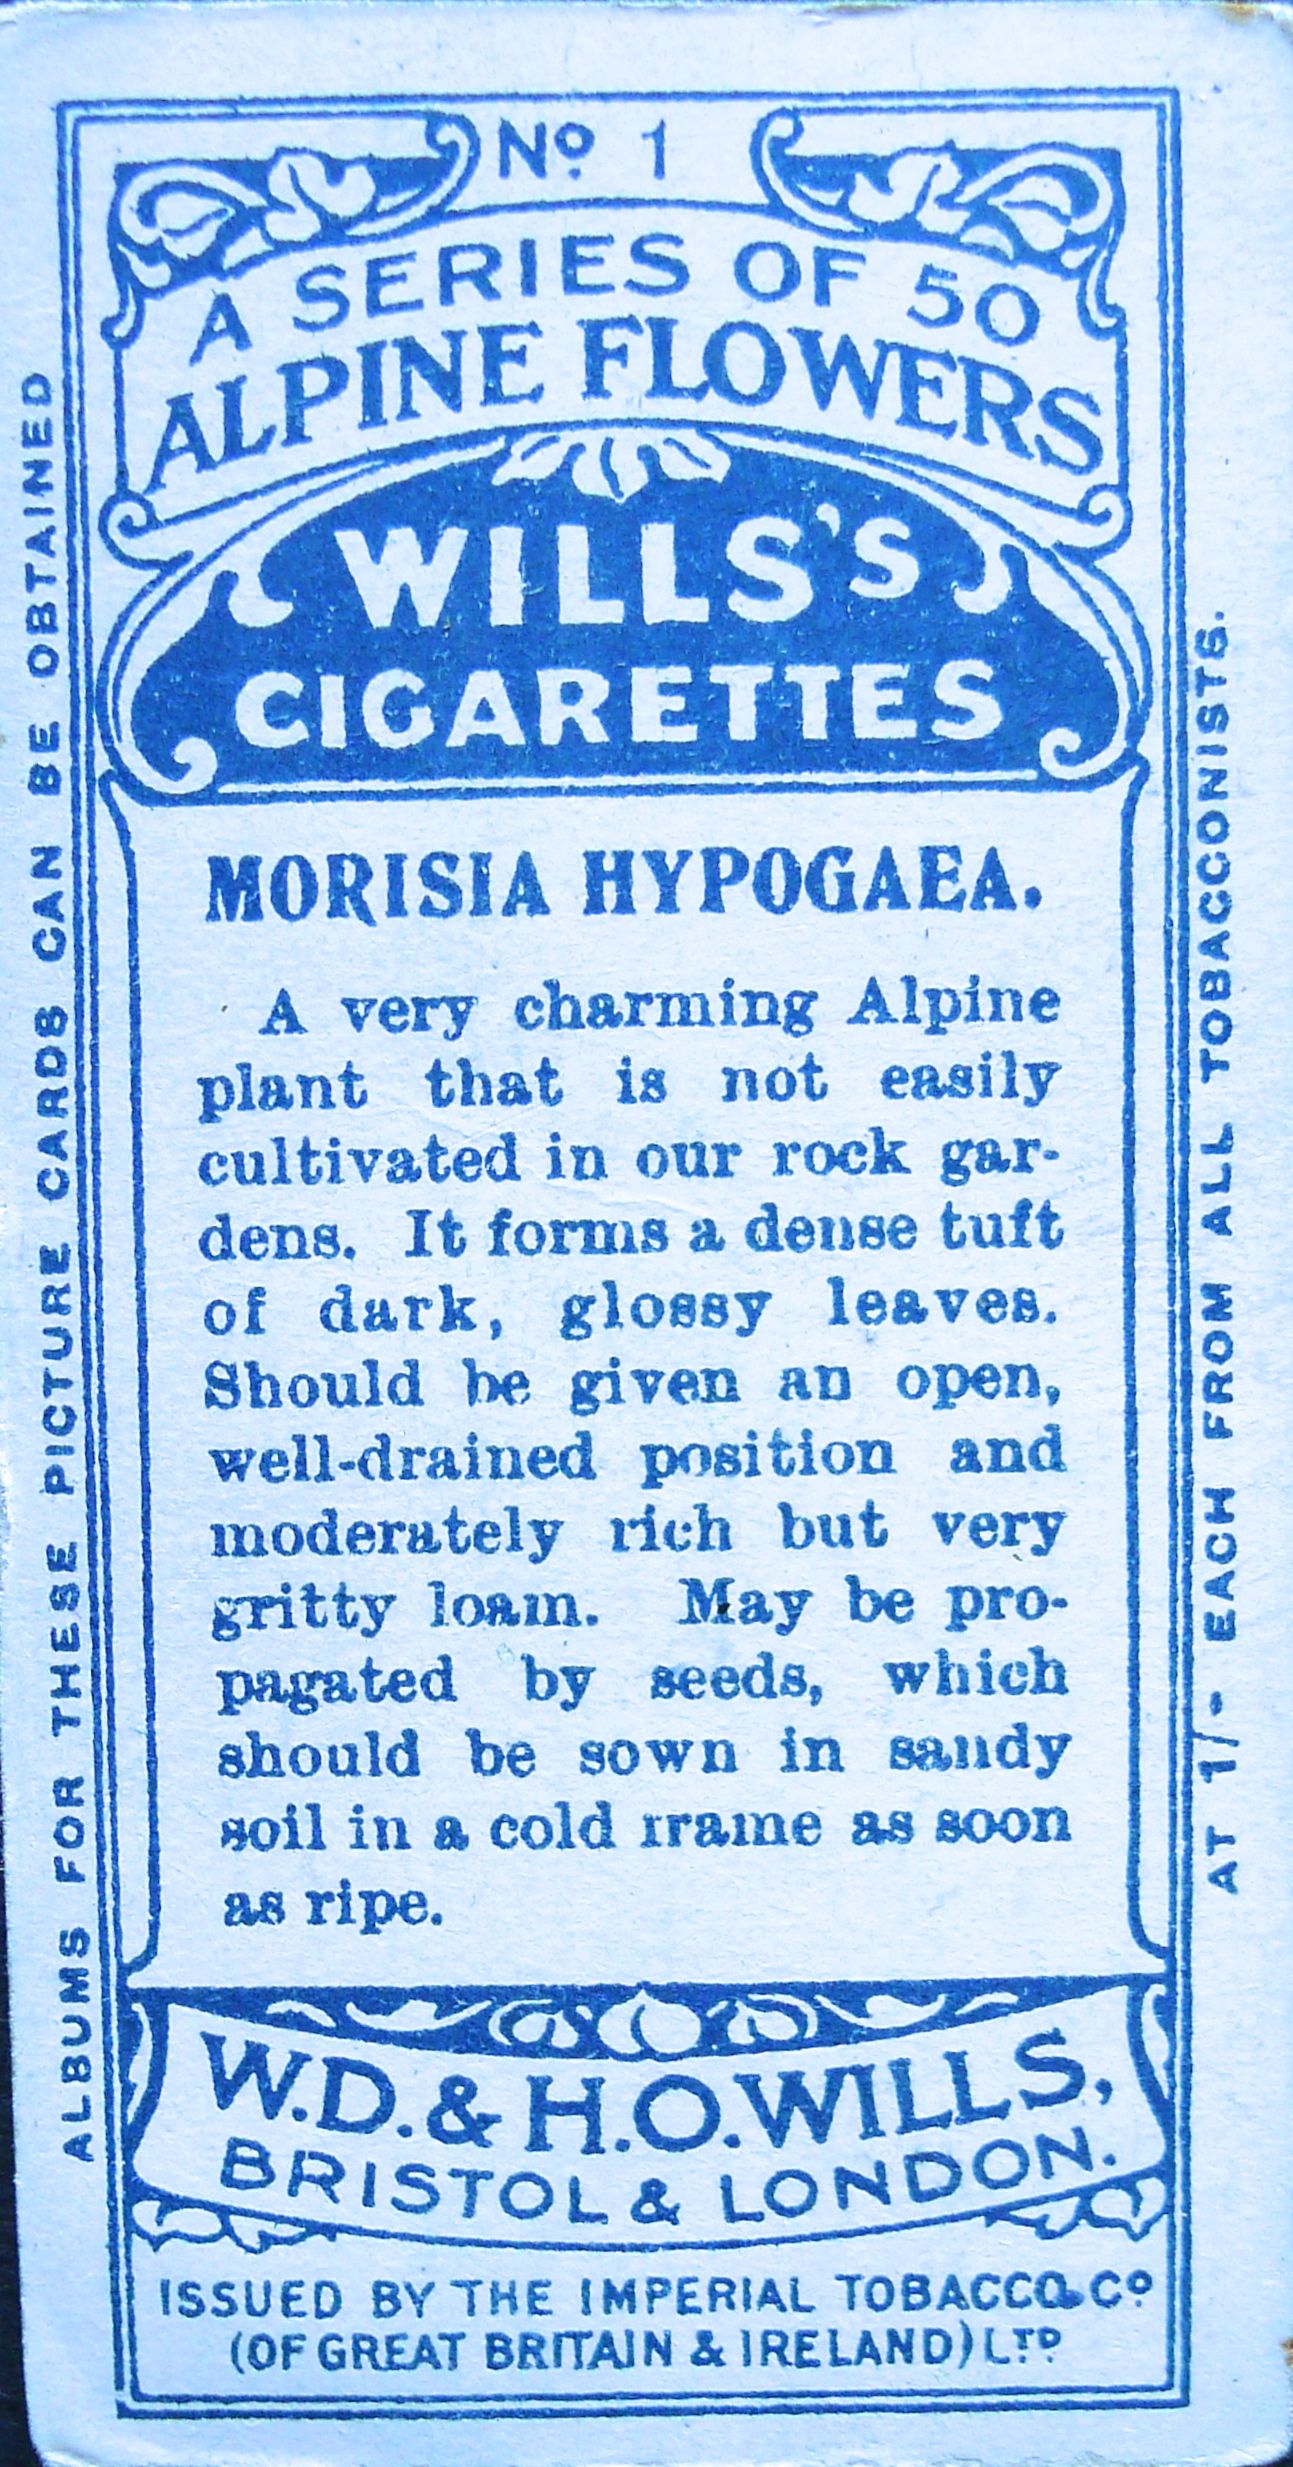 Nº. 1
A SERIES OF 50
ALPINE FLOWERS
WILLS'S
CIGARETTES
MORISIA HYPOGAEA.
A very charming Alpine
plant that is not easily
cultivated in our rock gar-
dens. It forms a dense tuft
of dark, glossy leaves.
Should be given an open,
well-drained position and
moderately rich but very
gritty loam. May be pro-
pagated by seeds, which
should be sown in sandy
soil in a cold frame as soon
as ripe.
W.D. & H.O. WILLS,
BRISTOL & LONDON.
ISSUED BY THE IMPERIAL TOBACCO Cº
(OF GREAT BRITAIN & IRELAND) LTD
ALBUMS FOR THESE PICTURE CARDS CAN BE OBTAINED
AT 1/- EACH FROM ALL TOBACCONISTS.